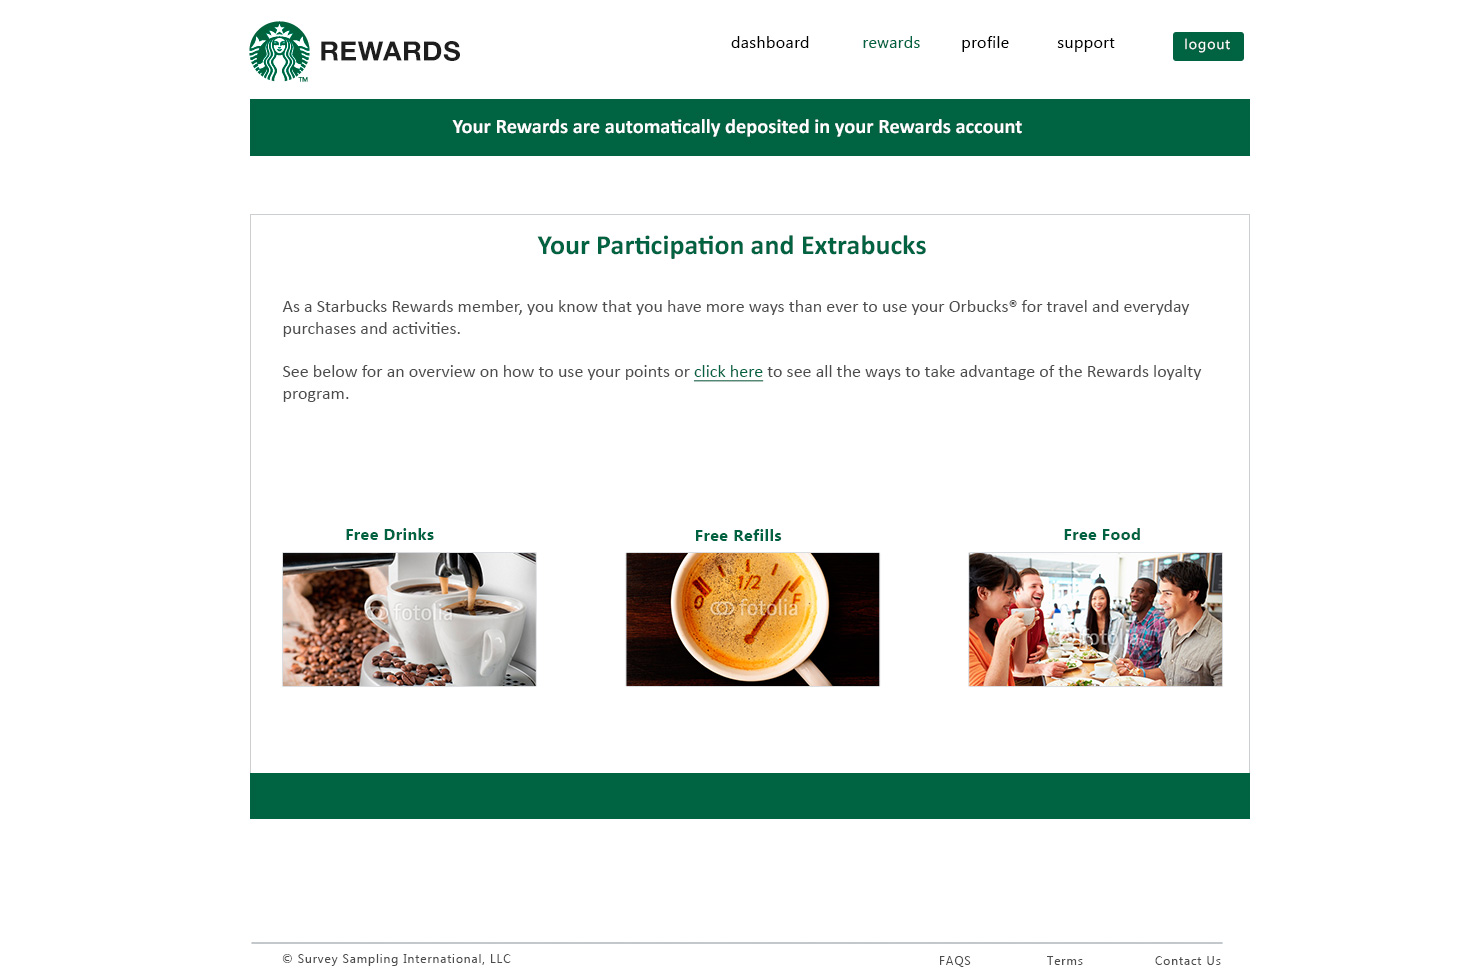 REWARDS
dashboard rewards profile support logout
Your Rewards are automatically deposited in your Rewards account
Your Participation and Extrabucks
As a Starbucks Rewards member, you know that you have more ways than ever to use your Orbucks® for travel and everyday
purchases and activities.
See below for an overview on how to use your points or click here to see all the ways to take advantage of the Rewards loyalty
program.
Free Drinks Free Refills Free Food
fotolia
0 1/2 F
fotolia
fotolia
© Survey Sampling International, LLC FAQS Terms Contact Us